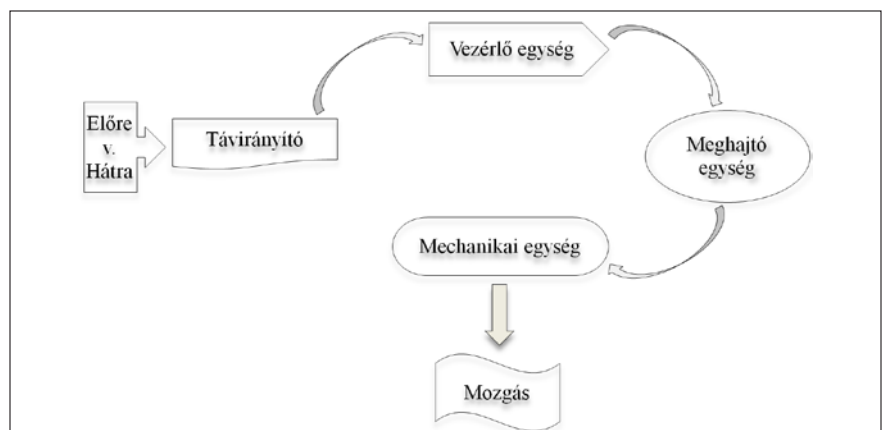 Előre
v.
Hátra
Távirányító
Vezérlő egység
Meghajtó
egység
Mechanikai egység
Mozgás